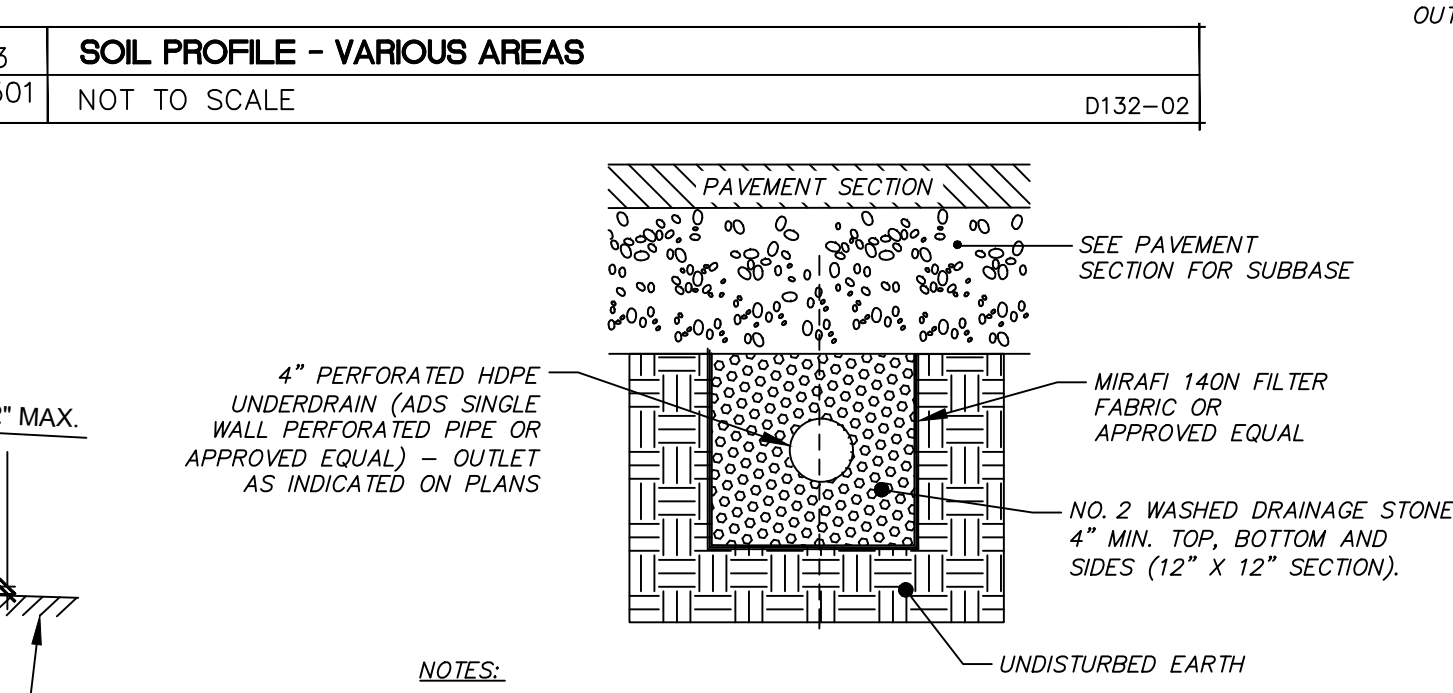 OUT
3
SOIL PROFILE - VARIOUS AREAS
601
NOT TO SCALE
D132-02
PAVEMENT SECTION
SEE PAVEMENT
SECTION FOR SUBBASE
4" PERFORATED HDPE
UNDERDRAIN (ADS SINGLE
WALL PERFORATED PIPE OR
APPROVED EQUAL) – OUTLET
AS INDICATED ON PLANS
MIRAFI 140N FILTER
FABRIC OR
APPROVED EQUAL
2" MAX.
NO. 2 WASHED DRAINAGE STONE
4" MIN. TOP, BOTTOM AND
SIDES (12" X 12" SECTION).
UNDISTURBED EARTH
NOTES: